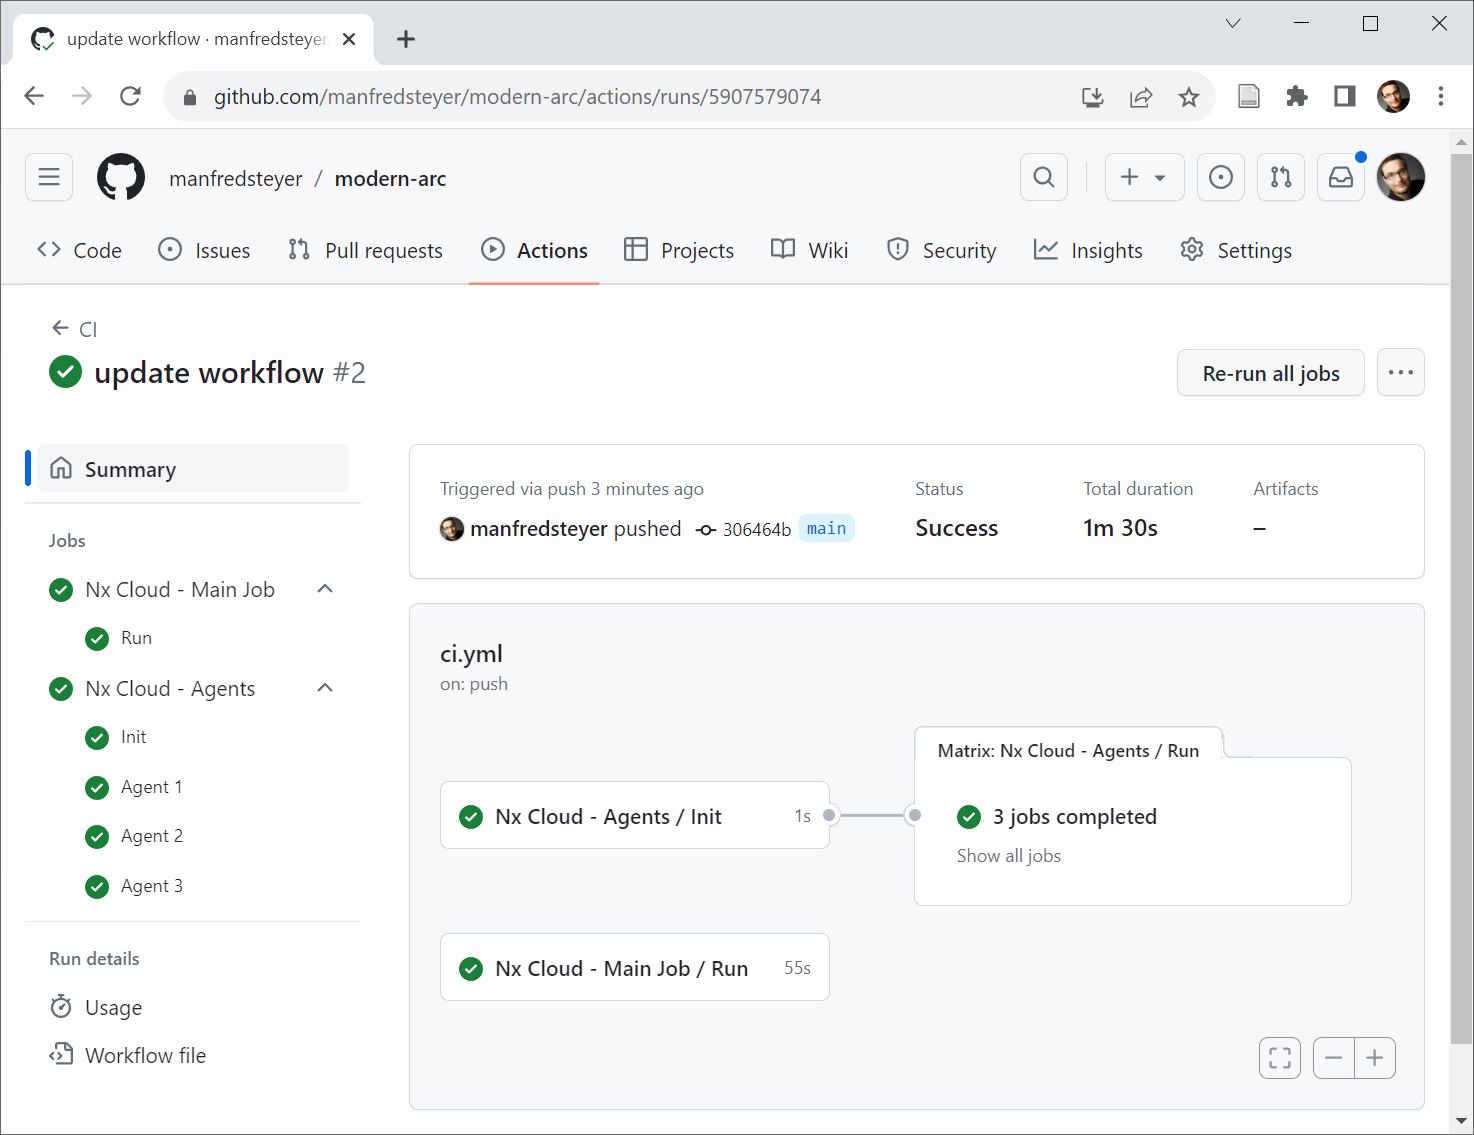 update workflow · manfredsteyer
github.com/manfredsteyer/modern-arc/actions/runs/5907579074
manfredsteyer / modern-arc
Code Issues Pull requests Actions Projects Wiki Security Insights Settings
CI
update workflow #2
Re-run all jobs
Summary
Jobs
Nx Cloud - Main Job
Run
Nx Cloud - Agents
Init
Agent 1
Agent 2
Agent 3
Run details
Usage
Workflow file
Triggered via push 3 minutes ago
manfredsteyer pushed 306464b main
Status
Success
Total duration
1m 30s
Artifacts
–
ci.yml
on: push
Nx Cloud - Agents / Init 1s
Matrix: Nx Cloud - Agents / Run
3 jobs completed
Show all jobs
Nx Cloud - Main Job / Run 55s